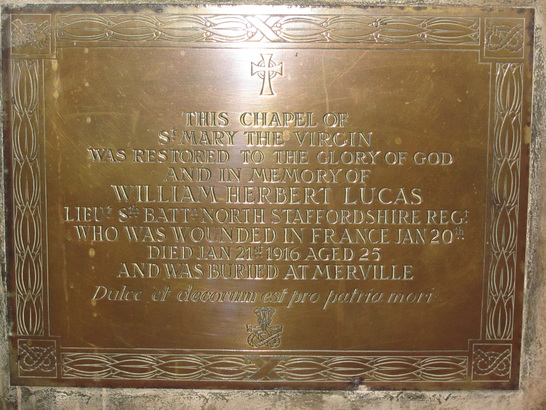 THIS CHAPEL OF
St MARY THE VIRGIN
WAS RESTORED TO THE GLORY OF GOD
AND IN MEMORY OF
WILLIAM HERBERT LUCAS
LIEUt 5th BATTn NORTH STAFFORDSHIRE REGt
WHO WAS WOUNDED IN FRANCE JAN 20th
DIED JAN 21st 1916 AGED 25
AND WAS BURIED AT MERVILLE
Dulce et decorum est pro patria mori